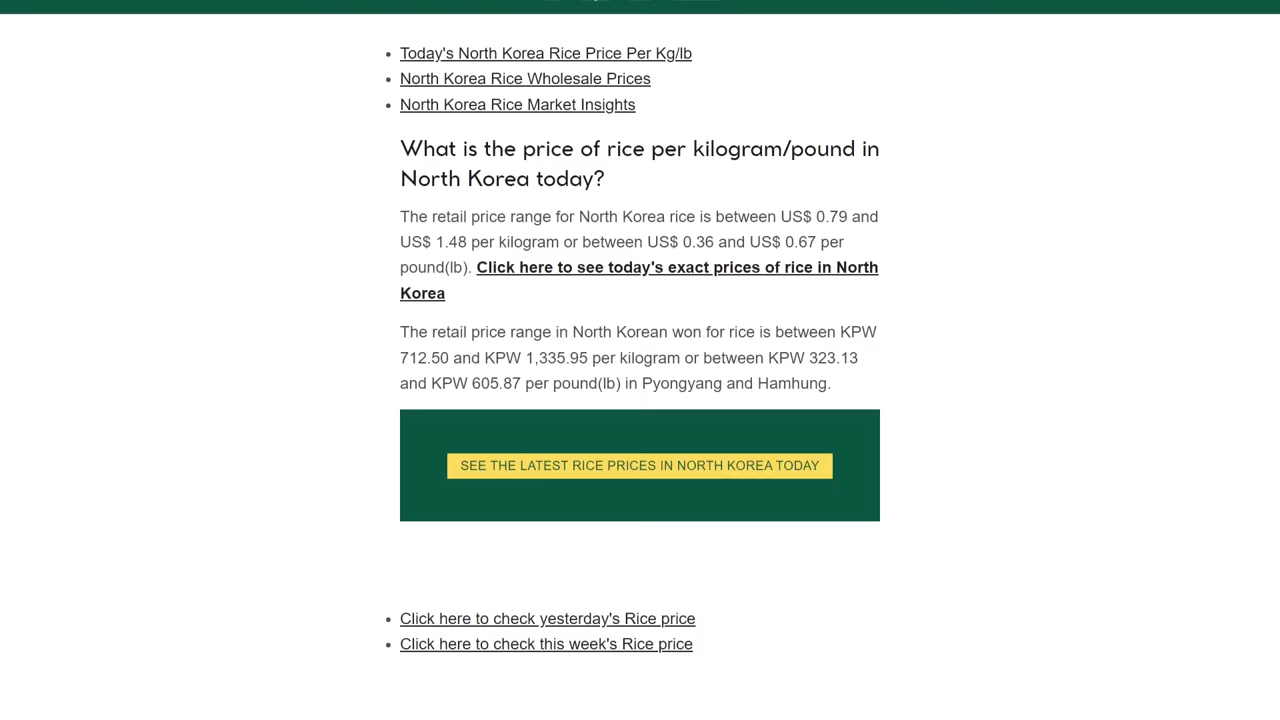 Today's North Korea Rice Price Per Kg/lb
North Korea Rice Wholesale Prices
North Korea Rice Market Insights
What is the price of rice per kilogram/pound in
North Korea today?
The retail price range for North Korea rice is between US$ 0.79 and
US$ 1.48 per kilogram or between US$ 0.36 and US$ 0.67 per
pound(lb). Click here to see today's exact prices of rice in North
Korea
The retail price range in North Korean won for rice is between KPW
712.50 and KPW 1,335.95 per kilogram or between KPW 323.13
and KPW 605.87 per pound(lb) in Pyongyang and Hamhung.
SEE THE LATEST RICE PRICES IN NORTH KOREA TODAY
Click here to check yesterday's Rice price
Click here to check this week's Rice price